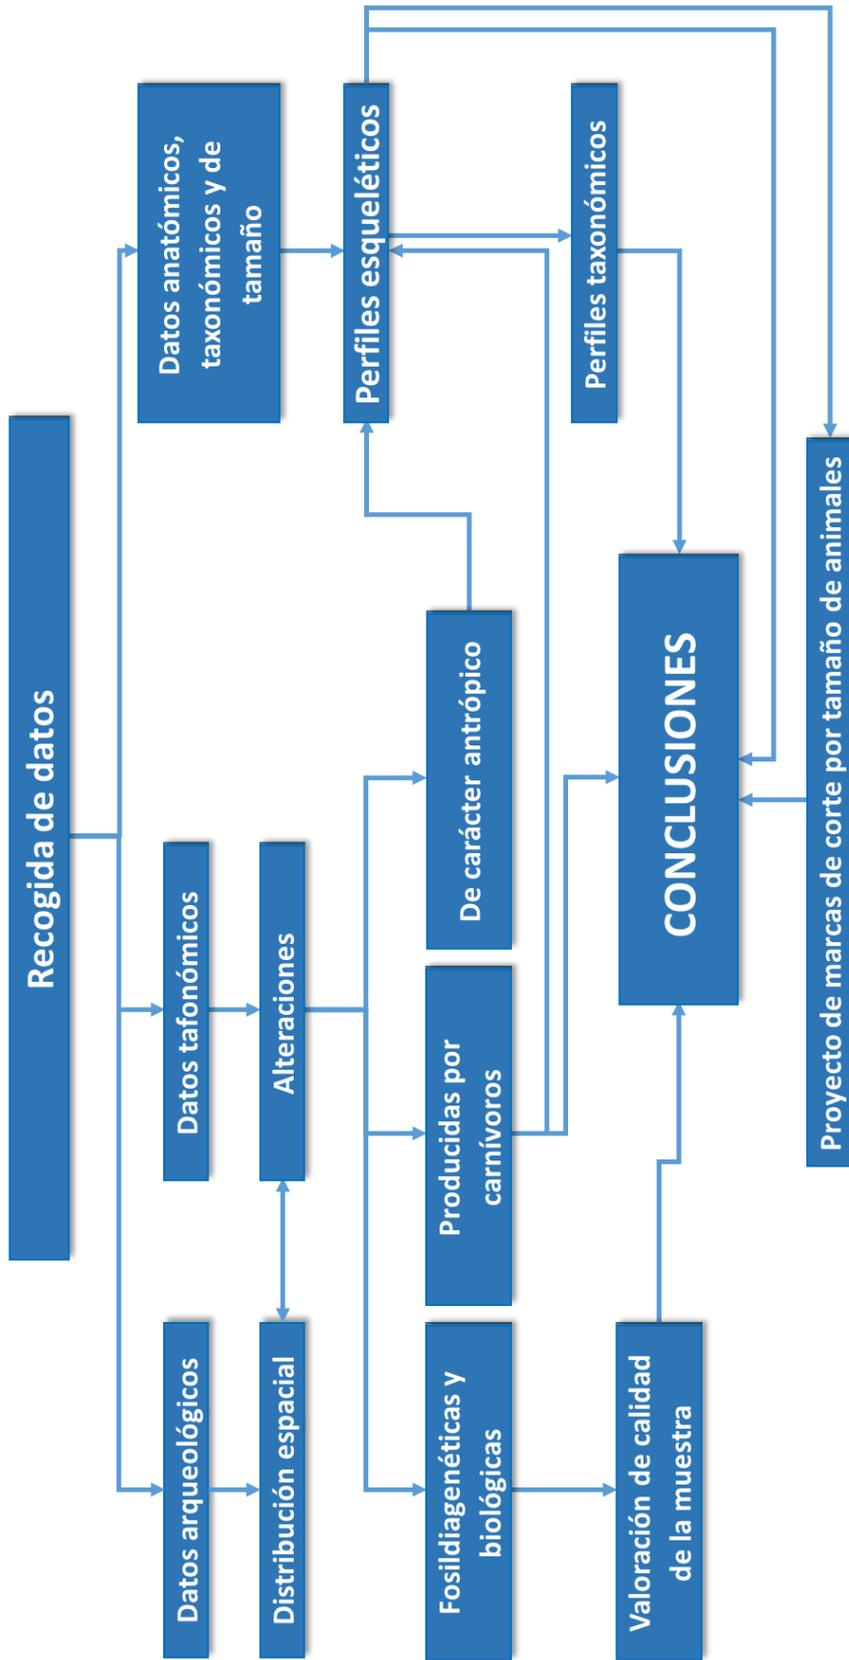 Recogida de datos
Datos arqueológicos
Datos tafonómicos
Datos anatómicos,
taxonómicos y de
tamaño
Distribución espacial
Alteraciones
Perfiles esqueléticos
Fosildiagenéticas y
biológicas
Producidas por
carnívoros
De carácter antrópico
Perfiles taxonómicos
Valoración de calidad
de la muestra
CONCLUSIONES
Proyecto de marcas de corte por tamaño de animales